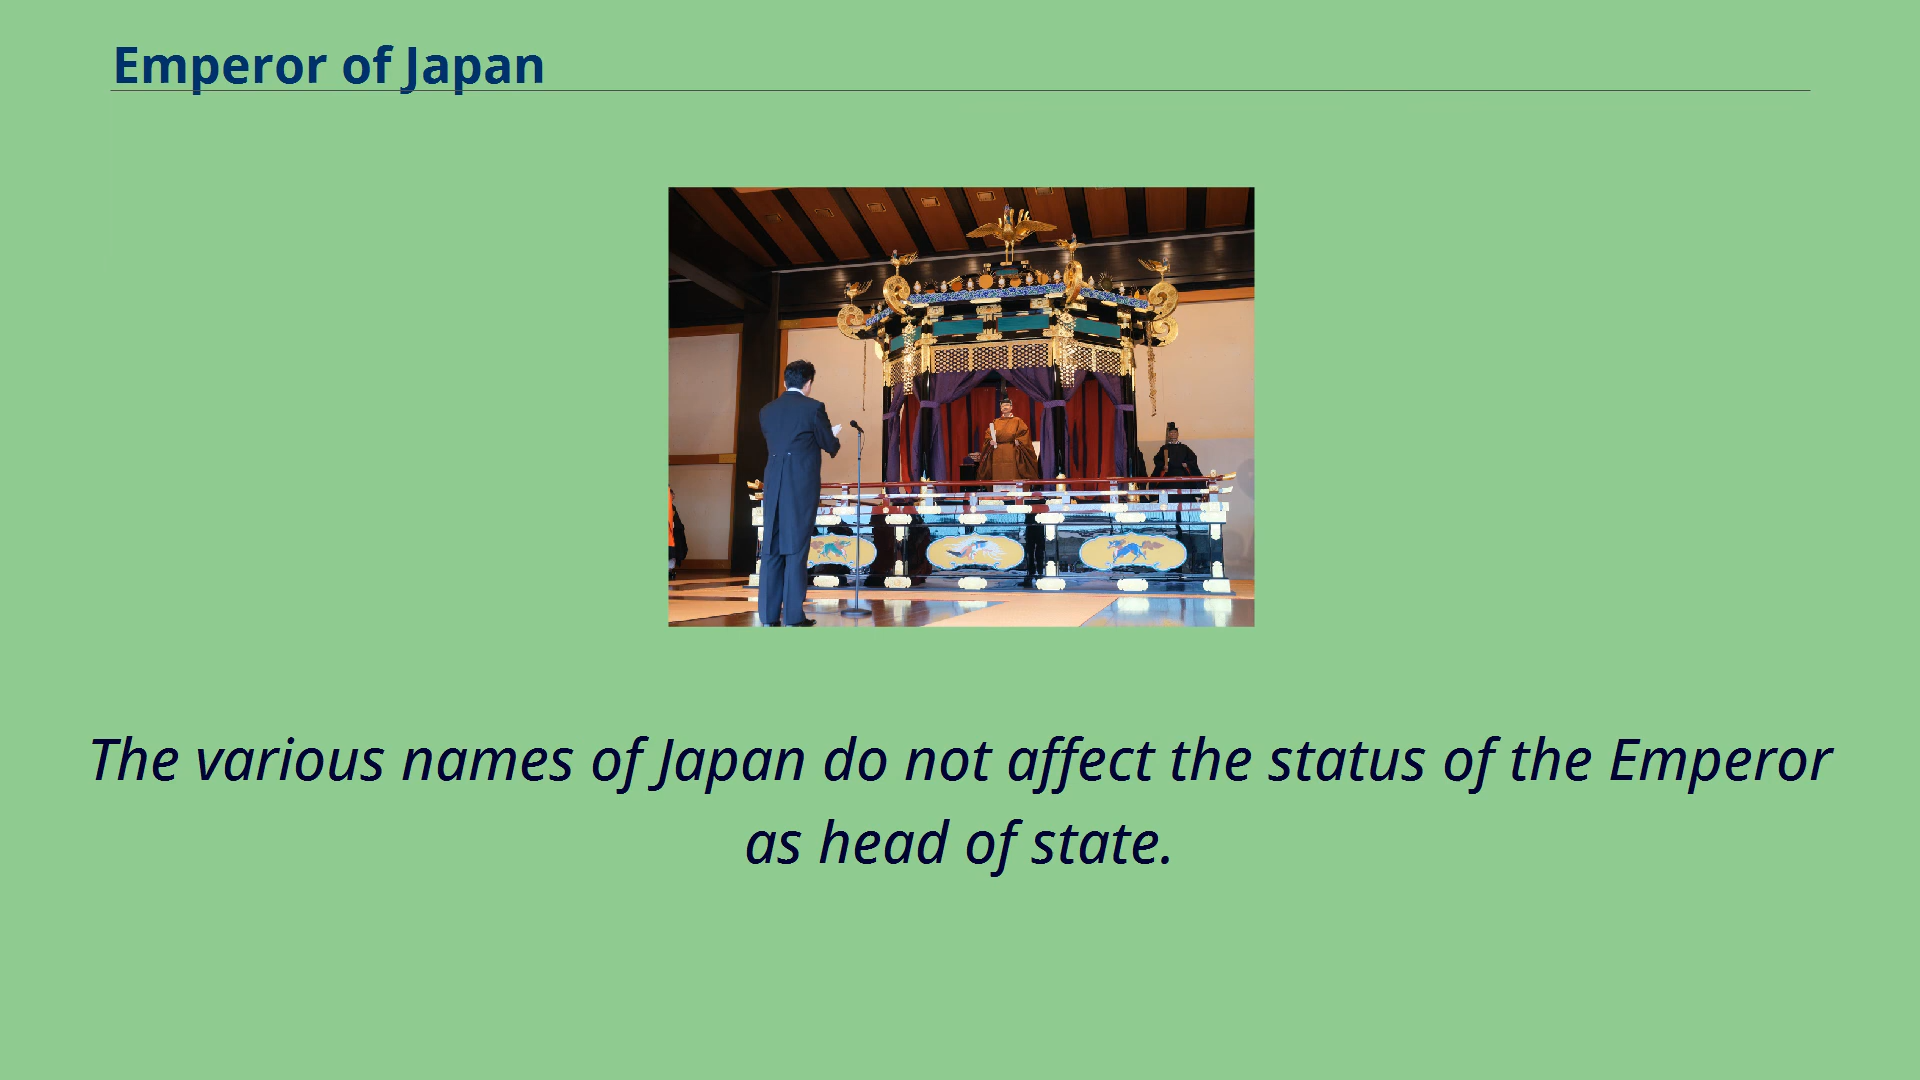 Emperor of Japan
The various names of Japan do not affect the status of the Emperor
as head of state.